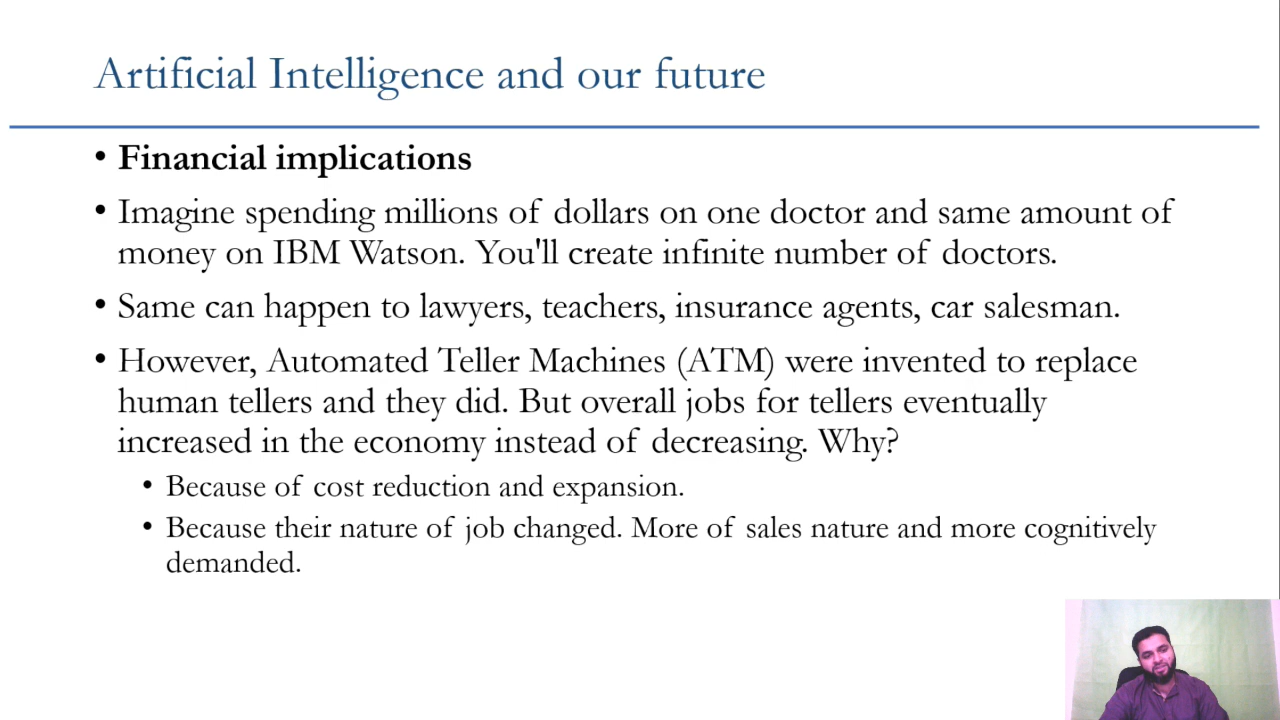 Artificial Intelligence and our future
• Financial implications
• Imagine spending millions of dollars on one doctor and same amount of
money on IBM Watson. You'll create infinite number of doctors.
• Same can happen to lawyers, teachers, insurance agents, car salesman.
• However, Automated Teller Machines (ATM) were invented to replace
human tellers and they did. But overall jobs for tellers eventually
increased in the economy instead of decreasing. Why?
• Because of cost reduction and expansion.
• Because their nature of job changed. More of sales nature and more cognitively
demanded.